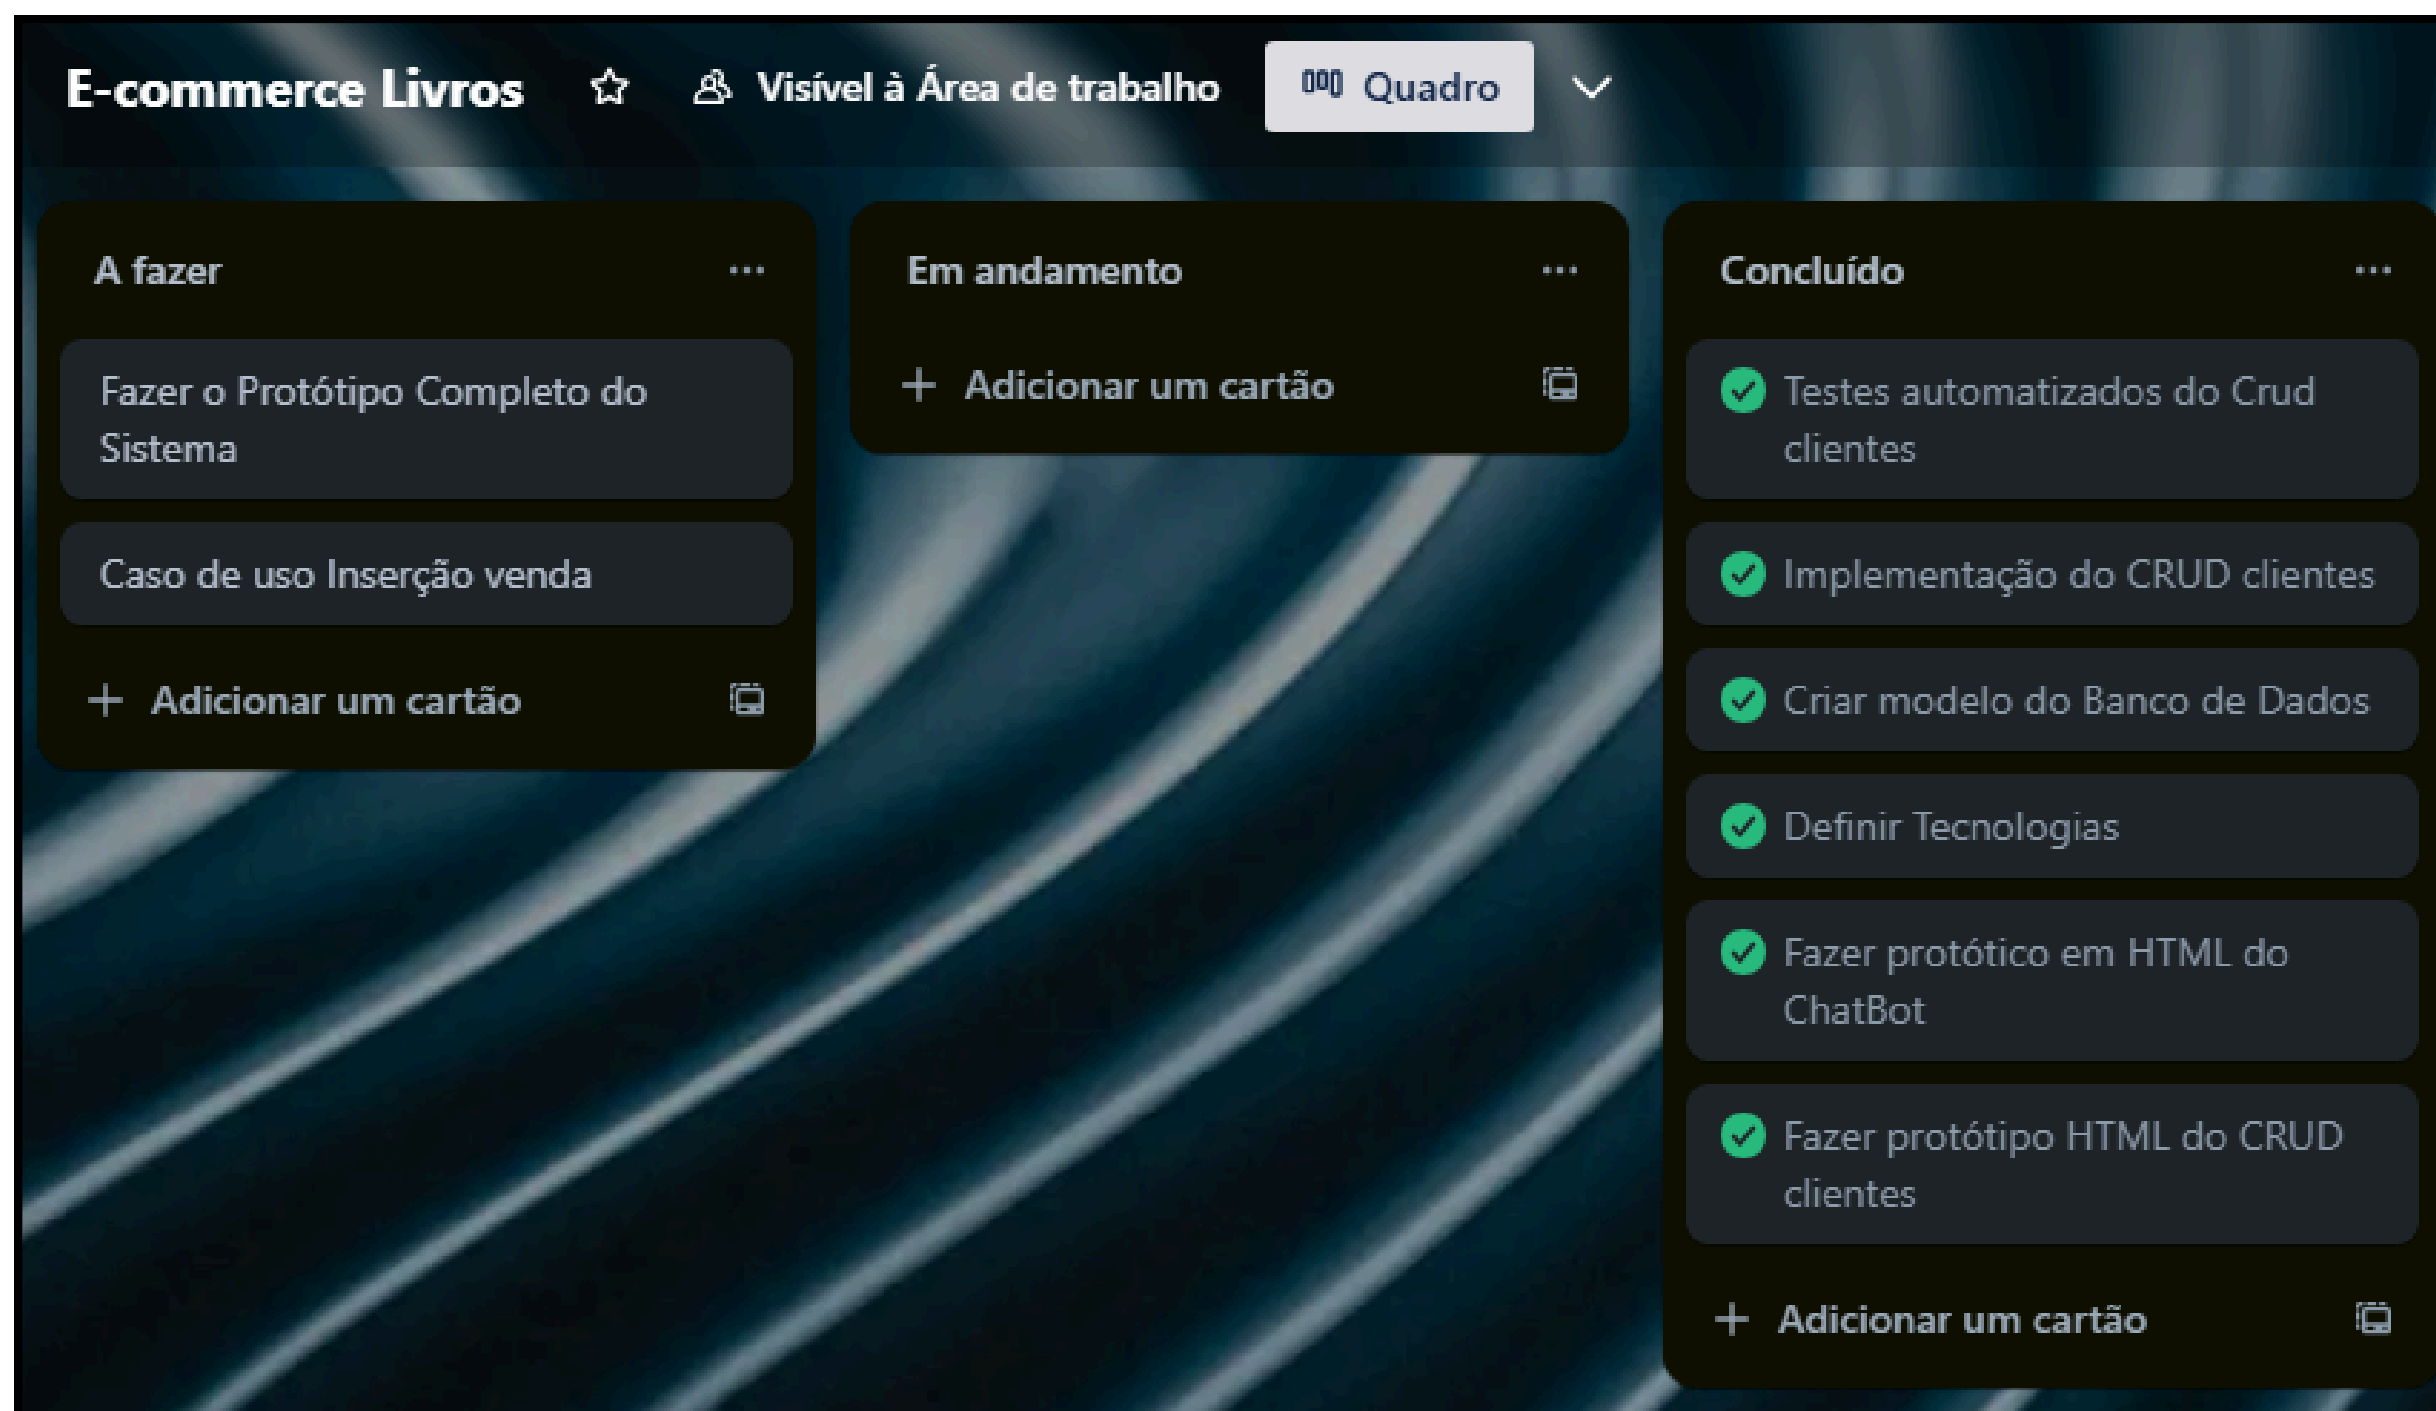 E-commerce Livros
Visível à Área de trabalho
Quadro
A fazer
Fazer o Protótipo Completo do
Sistema
Caso de uso Inserção venda
Adicionar um cartão
Em andamento
Adicionar um cartão
Concluído
Testes automatizados do Crud
clientes
Implementação do CRUD clientes
Criar modelo do Banco de Dados
Definir Tecnologias
Fazer protótico em HTML do
ChatBot
Fazer protótipo HTML do CRUD
clientes
Adicionar um cartão